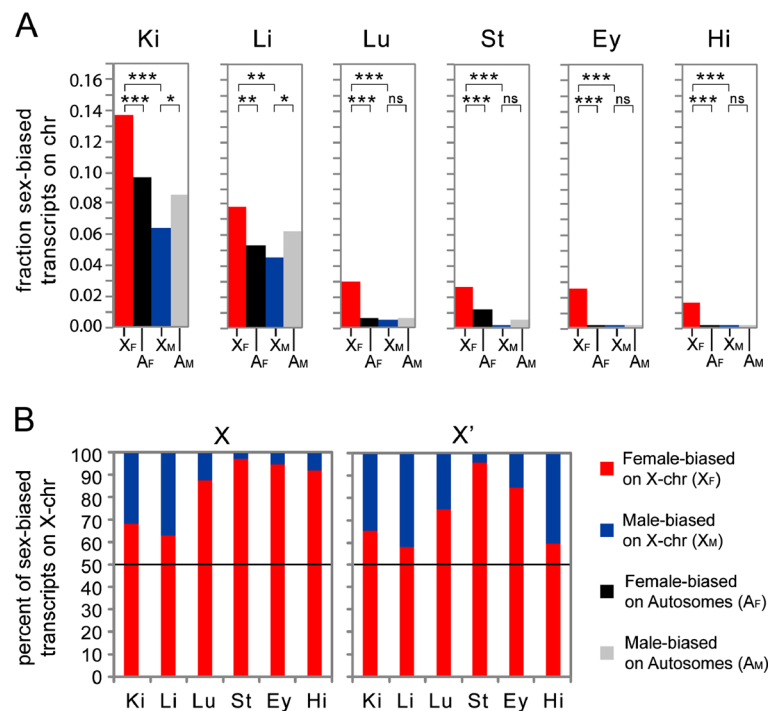 A
Ki Li Lu St Ey Hi
fraction sex-biased
transcripts on chr
0.16
0.14
0.12
0.10
0.08
0.06
0.04
0.02
0.00
*** ** *** *** *** ***
*** * ** * *** ns *** ns *** ns *** ns
XF XM XF XM XF XM XF XM XF XM XF XM
AF AM AF AM AF AM AF AM AF AM AF AM
B
X X’
percent of sex-biased
transcripts on X-chr
100
90
80
70
60
50
40
30
20
10
0
Ki Li Lu St Ey Hi Ki Li Lu St Ey Hi
Female-biased
on X-chr (XF)
Male-biased
on X-chr (XM)
Female-biased
on Autosomes (AF)
Male-biased
on Autosomes (AM)